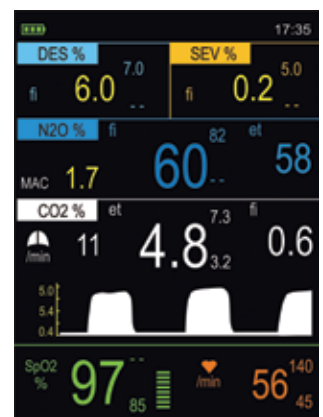 17:35
DES % 7.0 SEV % 5.0
fi 6.0 -- fi 0.2 --
N2O % fi 82 et
MAC 1.7 60 -- 58
CO2 % et 7.3 fi
/min 11 4.8 3.2 0.6
5.0
5.4
0.4
SpO2 % 97 -- 85 /min 56 140 45